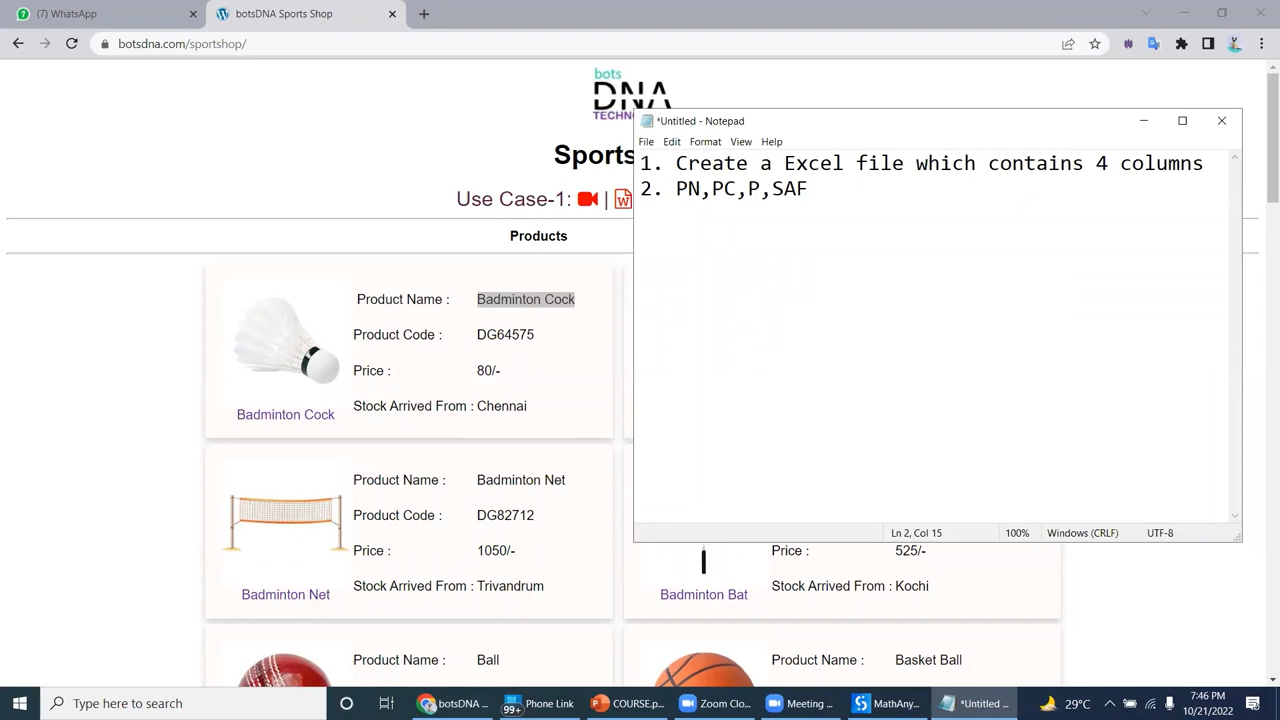 (7) WhatsApp
botsDNA Sports Shop
botsdna.com/sportshop/
bots
DNA
TECHN
Sports
Use Case-1: |
Products
Product Name : Badminton Cock
Product Code : DG64575
Price : 80/-
Stock Arrived From : Chennai
Badminton Cock
Product Name : Badminton Net
Product Code : DG82712
Price : 1050/-
Stock Arrived From : Trivandrum
Badminton Net
Price : 525/-
Stock Arrived From : Kochi
Badminton Bat
Product Name : Ball
Product Name : Basket Ball
*Untitled - Notepad
File Edit Format View Help
1. Create a Excel file which contains 4 columns
2. PN,PC,P,SAF
Ln 2, Col 15 100% Windows (CRLF) UTF-8
Type here to search
botsDNA ...
99+ Phone Link
COURSE.p...
Zoom Clo...
Meeting ...
MathAny...
*Untitled ...
29°C
7:46 PM
10/21/2022